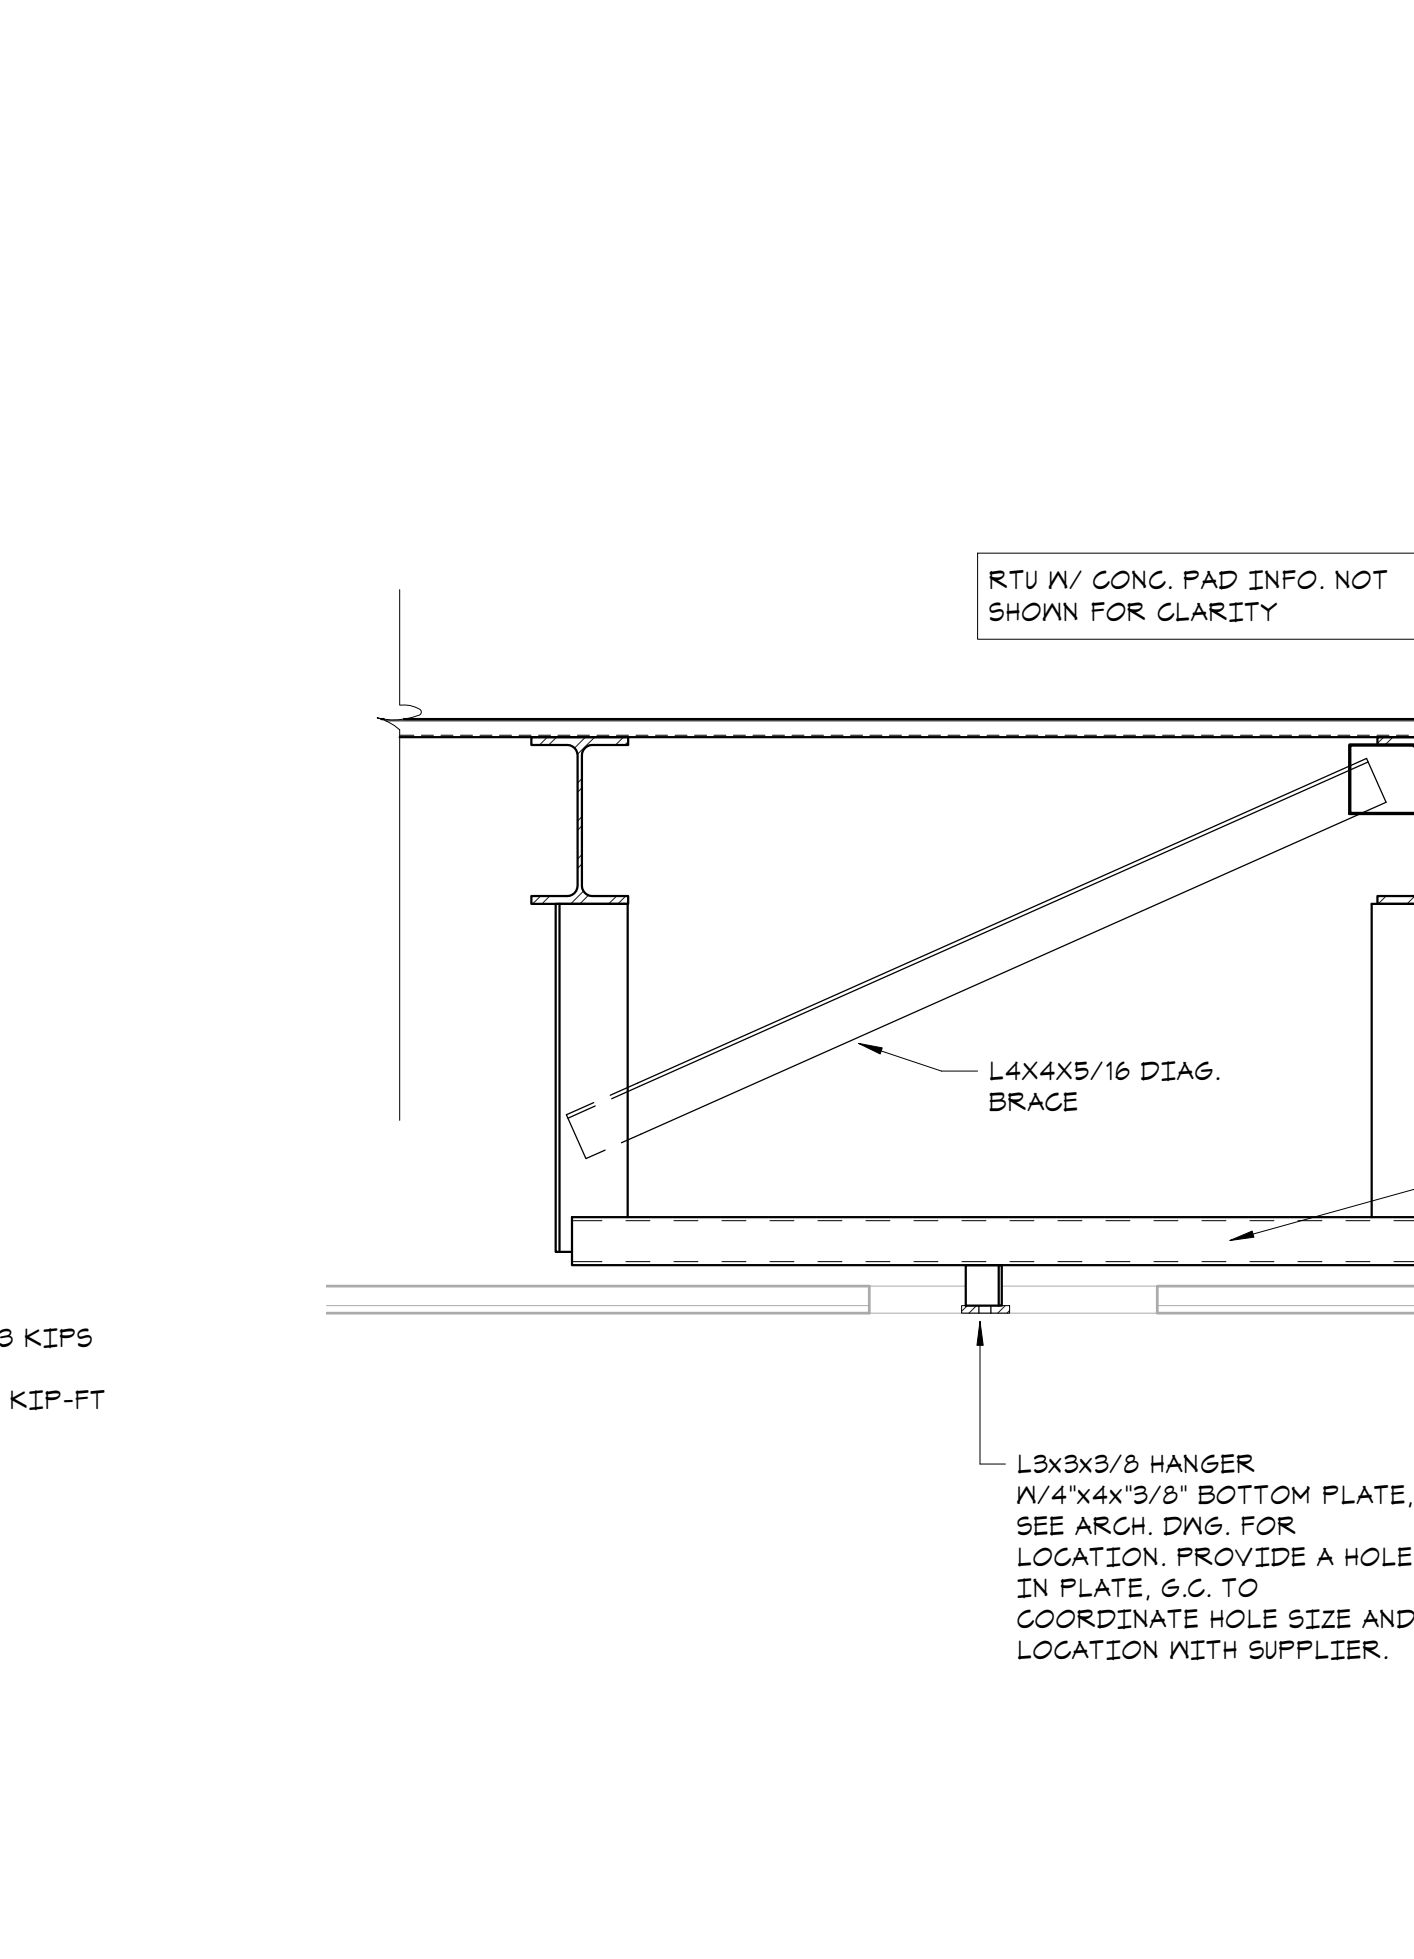 RTU W/ CONC. PAD INFO. NOT
SHOWN FOR CLARITY
L4X4X5/16 DIAG.
BRACE
3 KIPS
KIP-FT
L3x3x3/8 HANGER
W/4"x4x"3/8" BOTTOM PLATE,
SEE ARCH. DWG. FOR
LOCATION. PROVIDE A HOLE
IN PLATE, G.C. TO
COORDINATE HOLE SIZE AND
LOCATION WITH SUPPLIER.